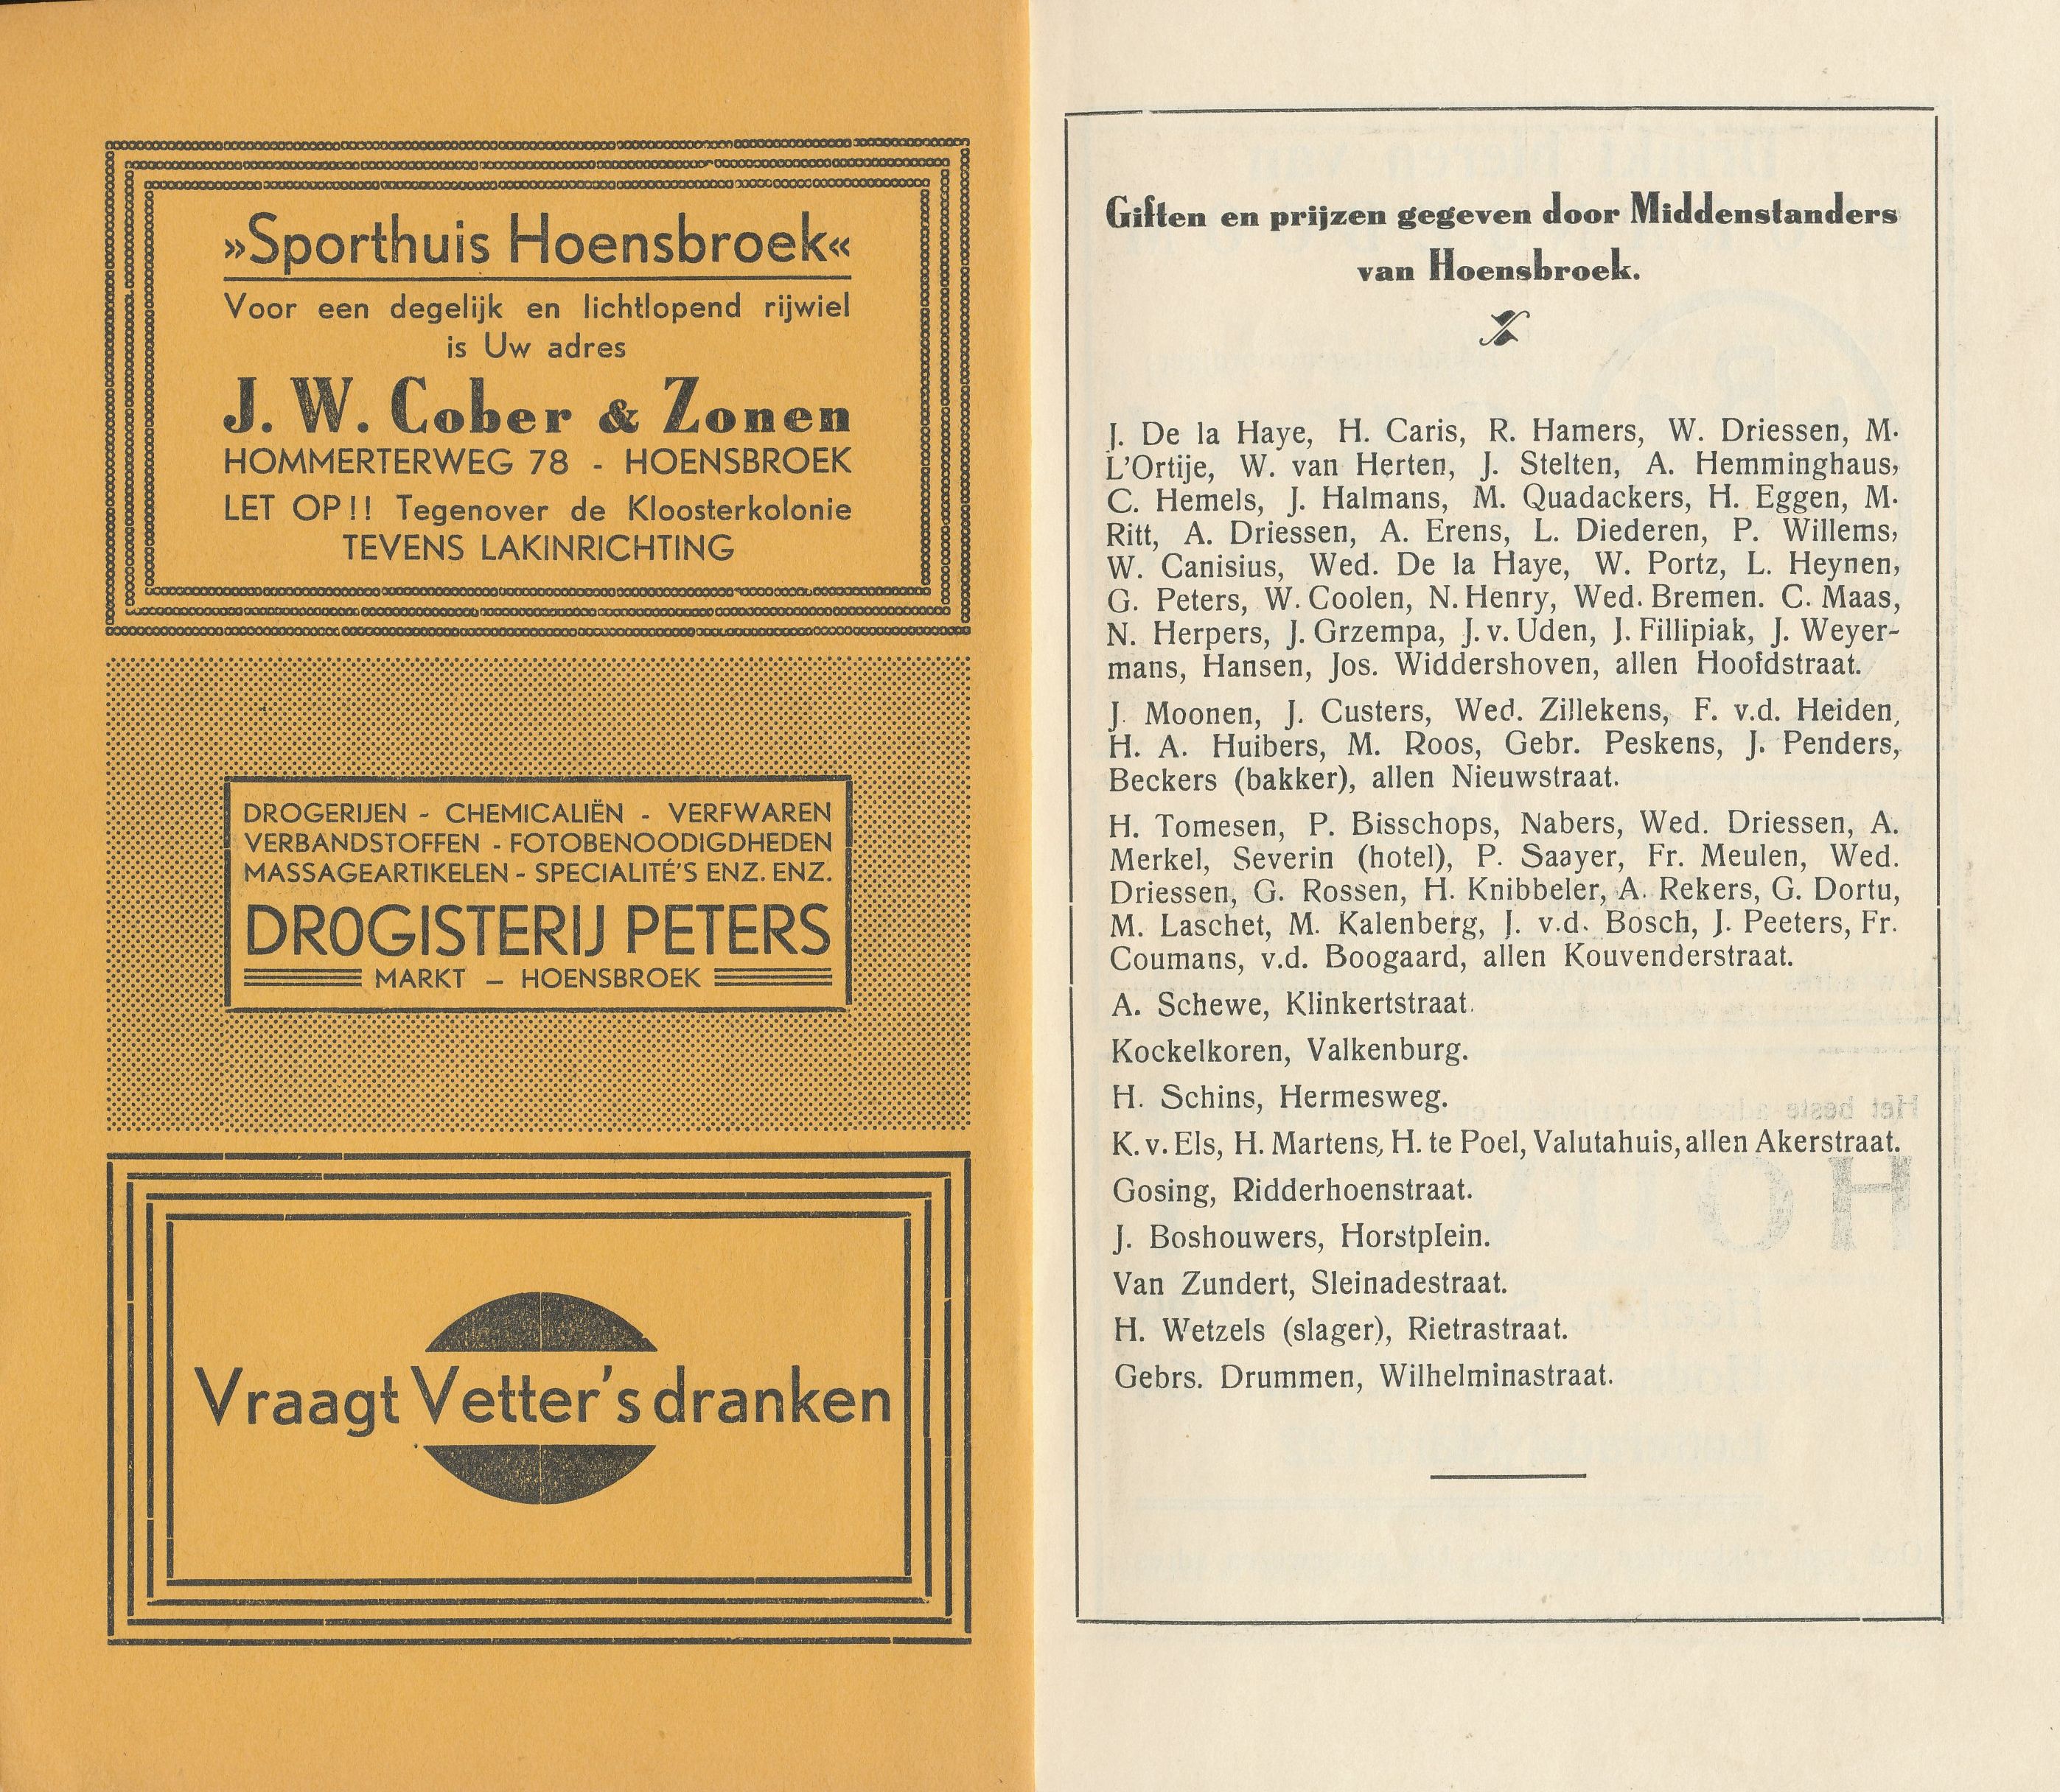 »Sporthuis Hoensbroek«
Voor een degelijk en lichtlopend rijwiel
is Uw adres
J. W. Cober & Zonen
HOMMERTERWEG 78 - HOENSBROEK
LET OP!! Tegenover de Kloosterkolonie
TEVENS LAKINRICHTING
DROGERIJEN - CHEMICALIËN - VERFWAREN
VERBANDSTOFFEN - FOTOBENOODIGDHEDEN
MASSAGEARTIKELEN - SPECIALITÉ'S ENZ. ENZ.
DROGISTERIJ PETERS
MARKT — HOENSBROEK
Vraagt Vetter's dranken
Giften en prijzen gegeven door Middenstanders
van Hoensbroek.
J. De la Haye, H. Caris, R. Hamers, W. Driessen, M.
L'Ortije, W. van Herten, J. Stelten, A. Hemminghaus,
C. Hemels, J. Halmans, M. Quadackers, H. Eggen, M.
Ritt, A. Driessen, A. Erens, L. Diederen, P. Willems,
W. Canisius, Wed. De la Haye, W. Portz, L. Heynen,
G. Peters, W. Coolen, N. Henry, Wed. Bremen. C. Maas,
N. Herpers, J. Grzempa, J. v. Uden, J. Fillipiak, J. Weyer-
mans, Hansen, Jos. Widdershoven, allen Hoofdstraat.
J. Moonen, J. Custers, Wed. Zillekens, F. v.d. Heiden,
H. A. Huibers, M. Roos, Gebr. Peskens, J. Penders,
Beckers (bakker), allen Nieuwstraat.
H. Tomesen, P. Bisschops, Nabers, Wed. Driessen, A.
Merkel, Severin (hotel), P. Saayer, Fr. Meulen, Wed.
Driessen, G. Rossen, H. Knibbeler, A. Rekers, G. Dortu,
M. Laschet, M. Kalenberg, J. v.d. Bosch, J. Peeters, Fr.
Coumans, v.d. Boogaard, allen Kouvenderstraat.
A. Schewe, Klinkertstraat.
Kockelkoren, Valkenburg.
H. Schins, Hermesweg.
K. v. Els, H. Martens, H. te Poel, Valutahuis, allen Akerstraat.
Gosing, Ridderhoenstraat.
J. Boshouwers, Horstplein.
Van Zundert, Sleinadestraat.
H. Wetzels (slager), Rietrastraat.
Gebrs. Drummen, Wilhelminastraat.